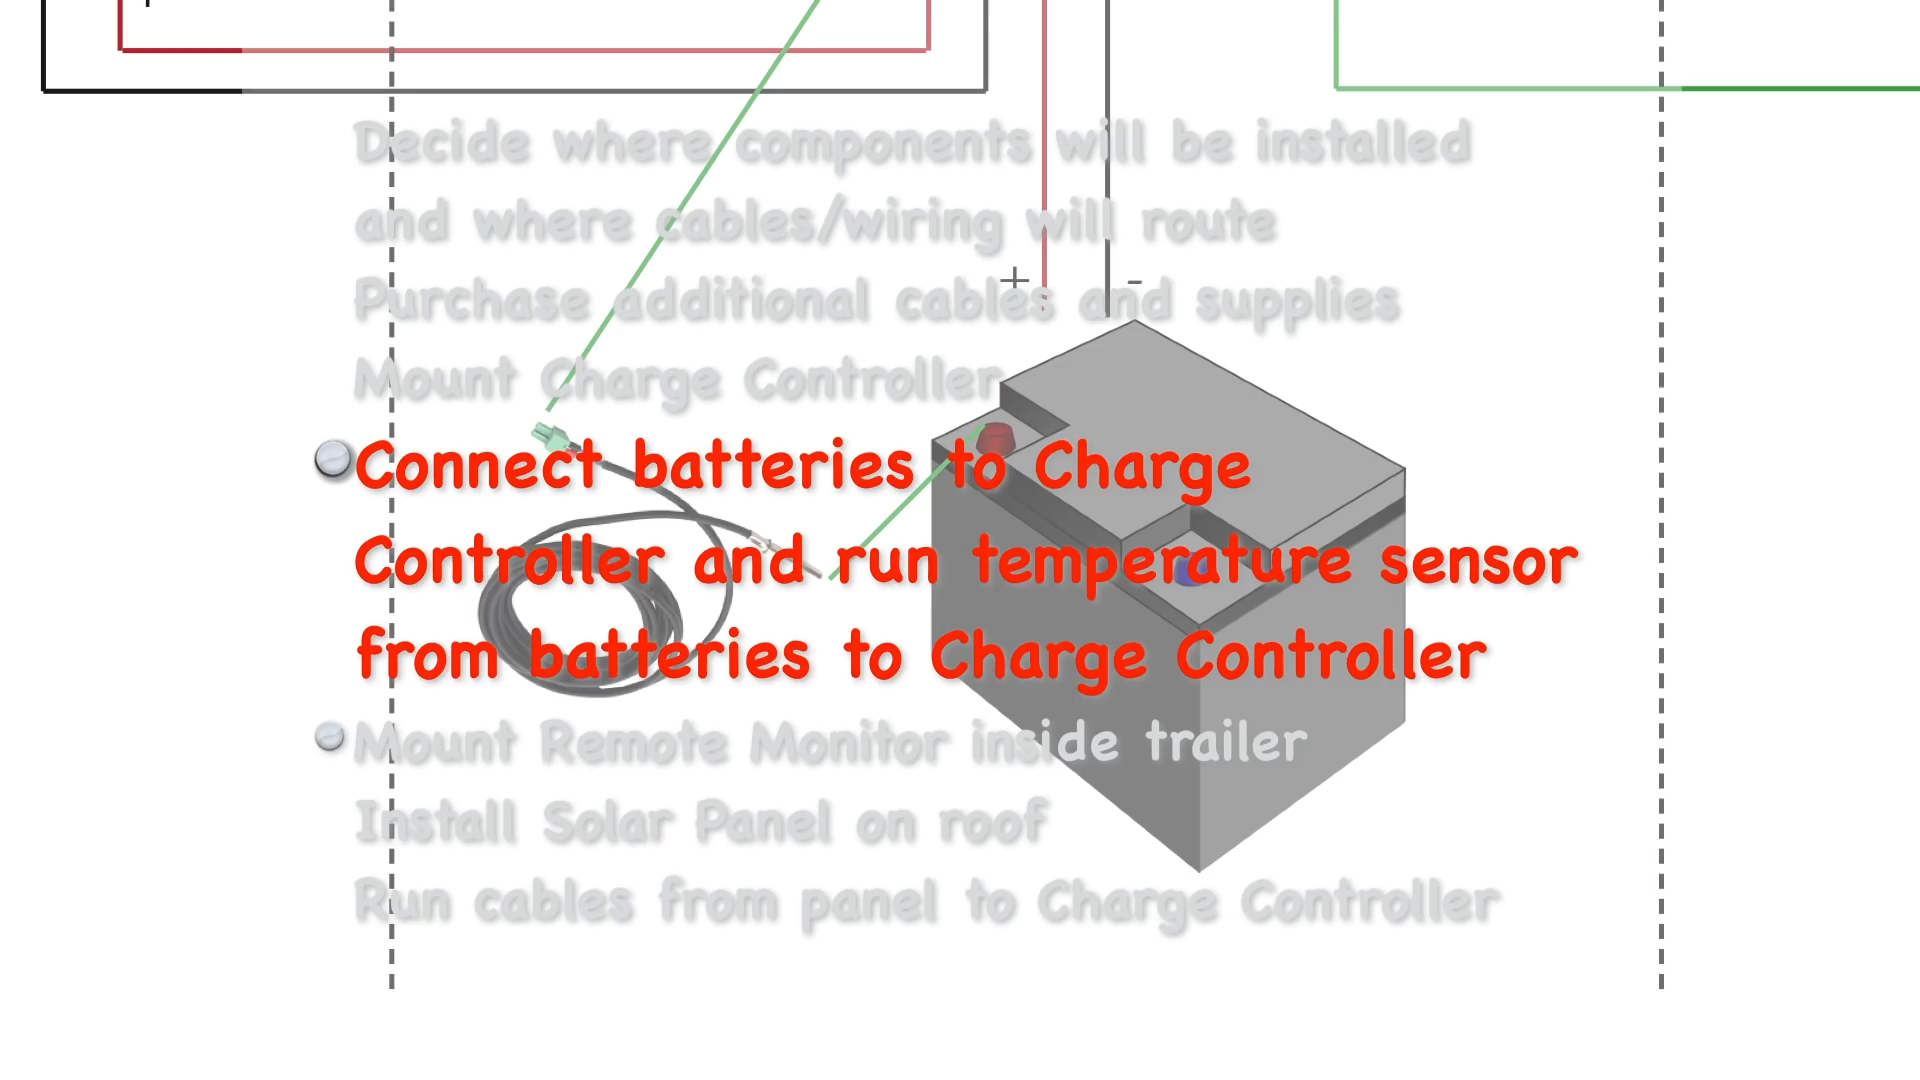 Decide where components will be installed
and where cables/wiring will route
+ -
Purchase additional cables and supplies
Mount Charge Controller
Connect batteries to Charge
Controller and run temperature sensor
from batteries to Charge Controller
Mount Remote Monitor inside trailer
Install Solar Panel on roof
Run cables from panel to Charge Controller